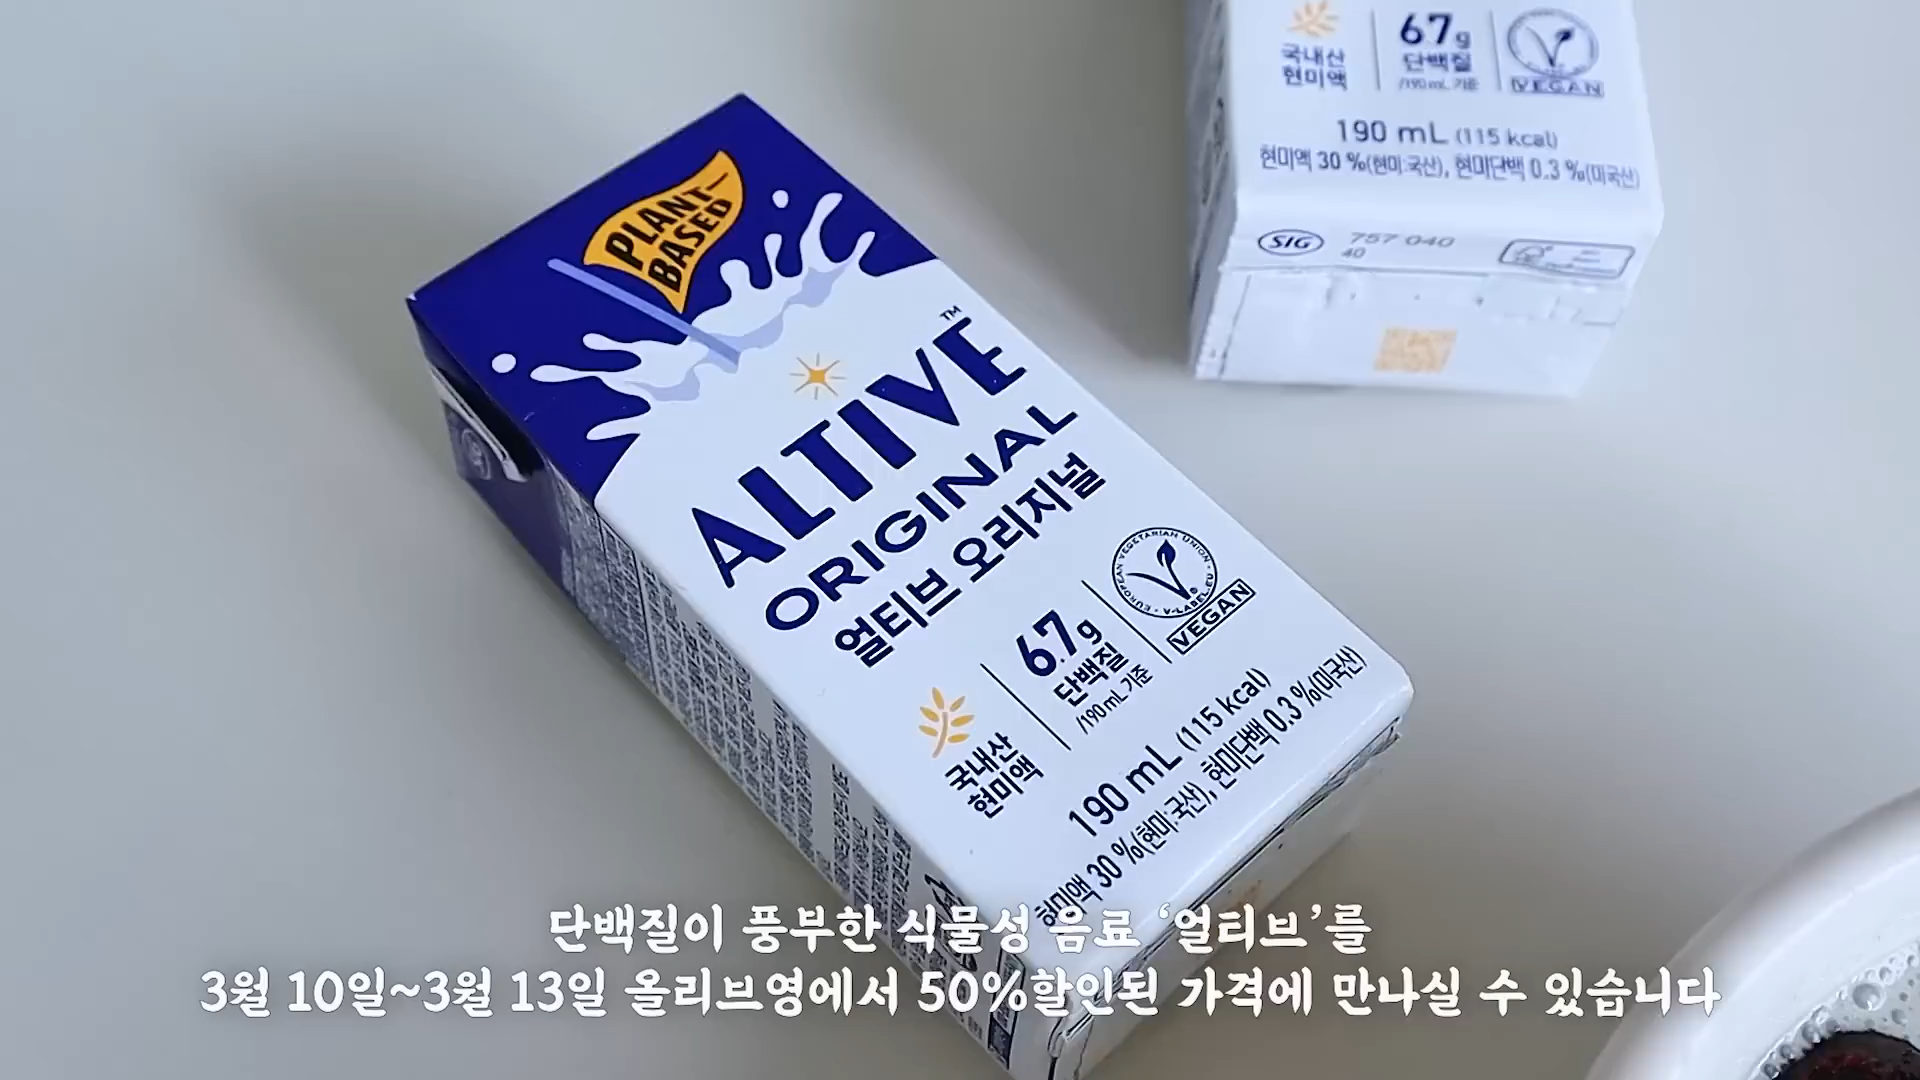 PLANT-
BASED
ALTIVE™
ORIGINAL
얼티브 오리지널
국내산
현미액
6.7g
단백질
/190mL 기준
EUROPEAN VEGETARIAN UNION
V-LABEL.EU
VEGAN
190 mL (115 kcal)
현미액 30 %(현미:국산), 현미단백 0.3 %(미국산)
국내산
현미액
6.7g
단백질
/190mL 기준
VEGAN
190 mL (115 kcal)
현미액 30 %(현미:국산), 현미단백 0.3 %(미국산)
SIG
757 040
40
단백질이 풍부한 식물성 음료 ‘얼티브’를
3월 10일~3월 13일 올리브영에서 50%할인된 가격에 만나실 수 있습니다